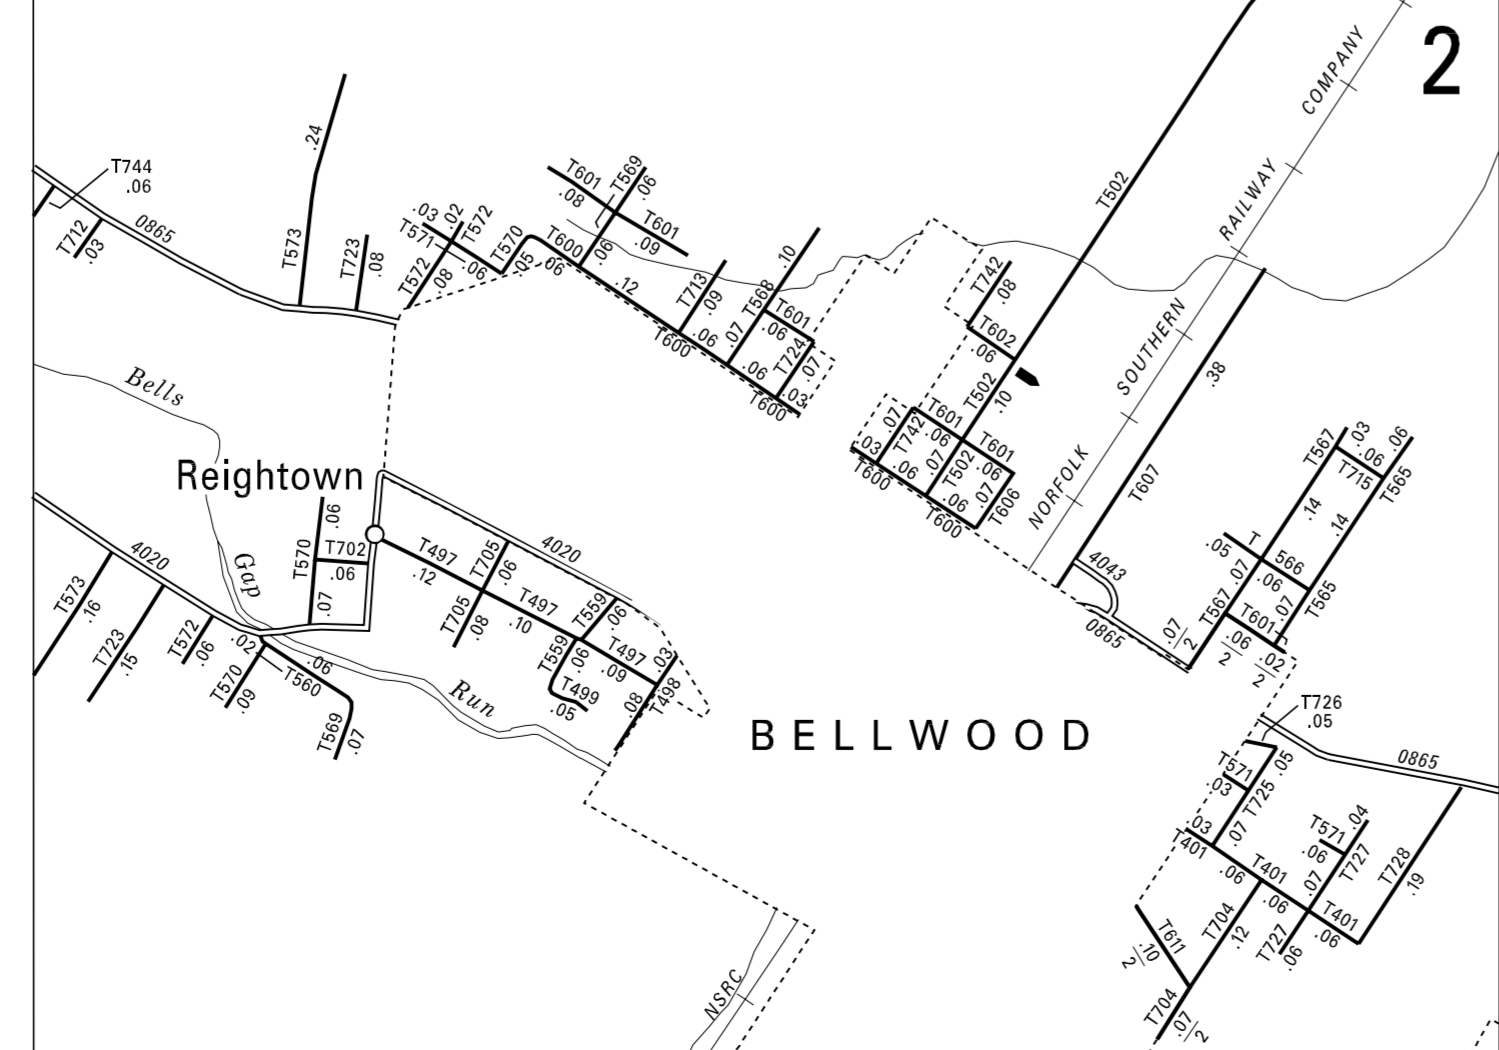 2
COMPANY
RAILWAY
SOUTHERN
NORFOLK
T744
.06
T712
.03
0865
.24
T573
T723
.08
.03
.02
T572
T571
.06
T572
.08
T570
.05
T601
.08
T569
.06
T601
.09
T600
.06
.06
.12
T713
.09
T600
.06
.10
T568
.07
T601
.06
T724
.07
.06
.03
T600
T502
T742
.08
T602
.06
T502
.10
.07
T742
T601
.06
.03
T600
.06
.07
T502
T601
.06
.07
T606
.06
T600
.38
T607
T567
.03
.06
.06
T715
T565
.14
.14
T 566
.05
.07
.06
T567
T601
.07
T565
.07/2
.06/2
.02/2
4043
0865
Bells
Gap
Run
Reightown
.06
T570
T702
.06
.07
4020
T573
.16
T723
.15
T572
.06
.02
T570
.09
T560
.06
T569
.07
T497
.12
T705
.06
4020
T705
.08
T497
.10
T559
.06
T559
.06
T497
.09
.03
T499
.05
.08
T498
BELLWOOD
T726
.05
0865
T571
.03
.05
T725
.07
.03
T401
.06
T401
.06
T571
.06
.04
T727
.07
T728
.19
T401
.06
T704
.12
T727
.06
T611
.10/2
T704
.07/2
NSRC